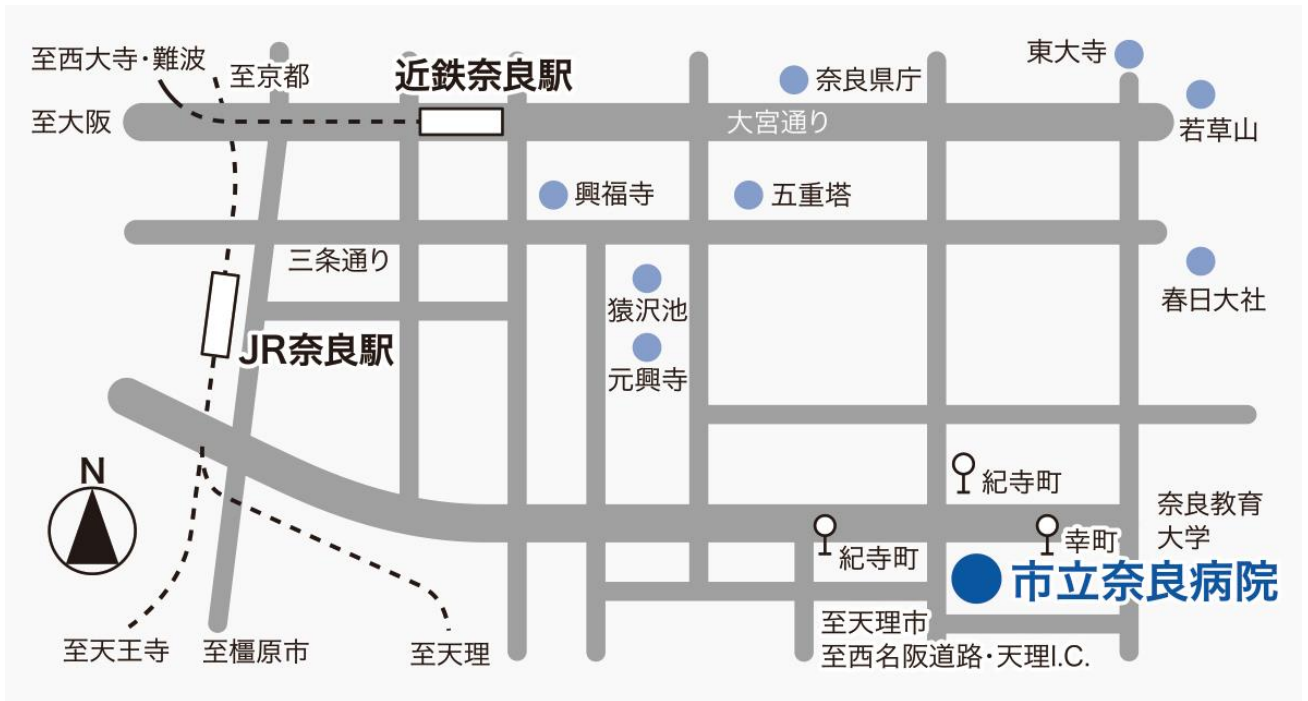 至西大寺・難波
至京都
近鉄奈良駅
奈良県庁
東大寺
至大阪
大宮通り
若草山
興福寺
五重塔
三条通り
猿沢池
春日大社
JR奈良駅
元興寺
N
紀寺町
奈良教育
大学
紀寺町
幸町
市立奈良病院
至天王寺
至橿原市
至天理
至天理市
至西名阪道路・天理I.C.